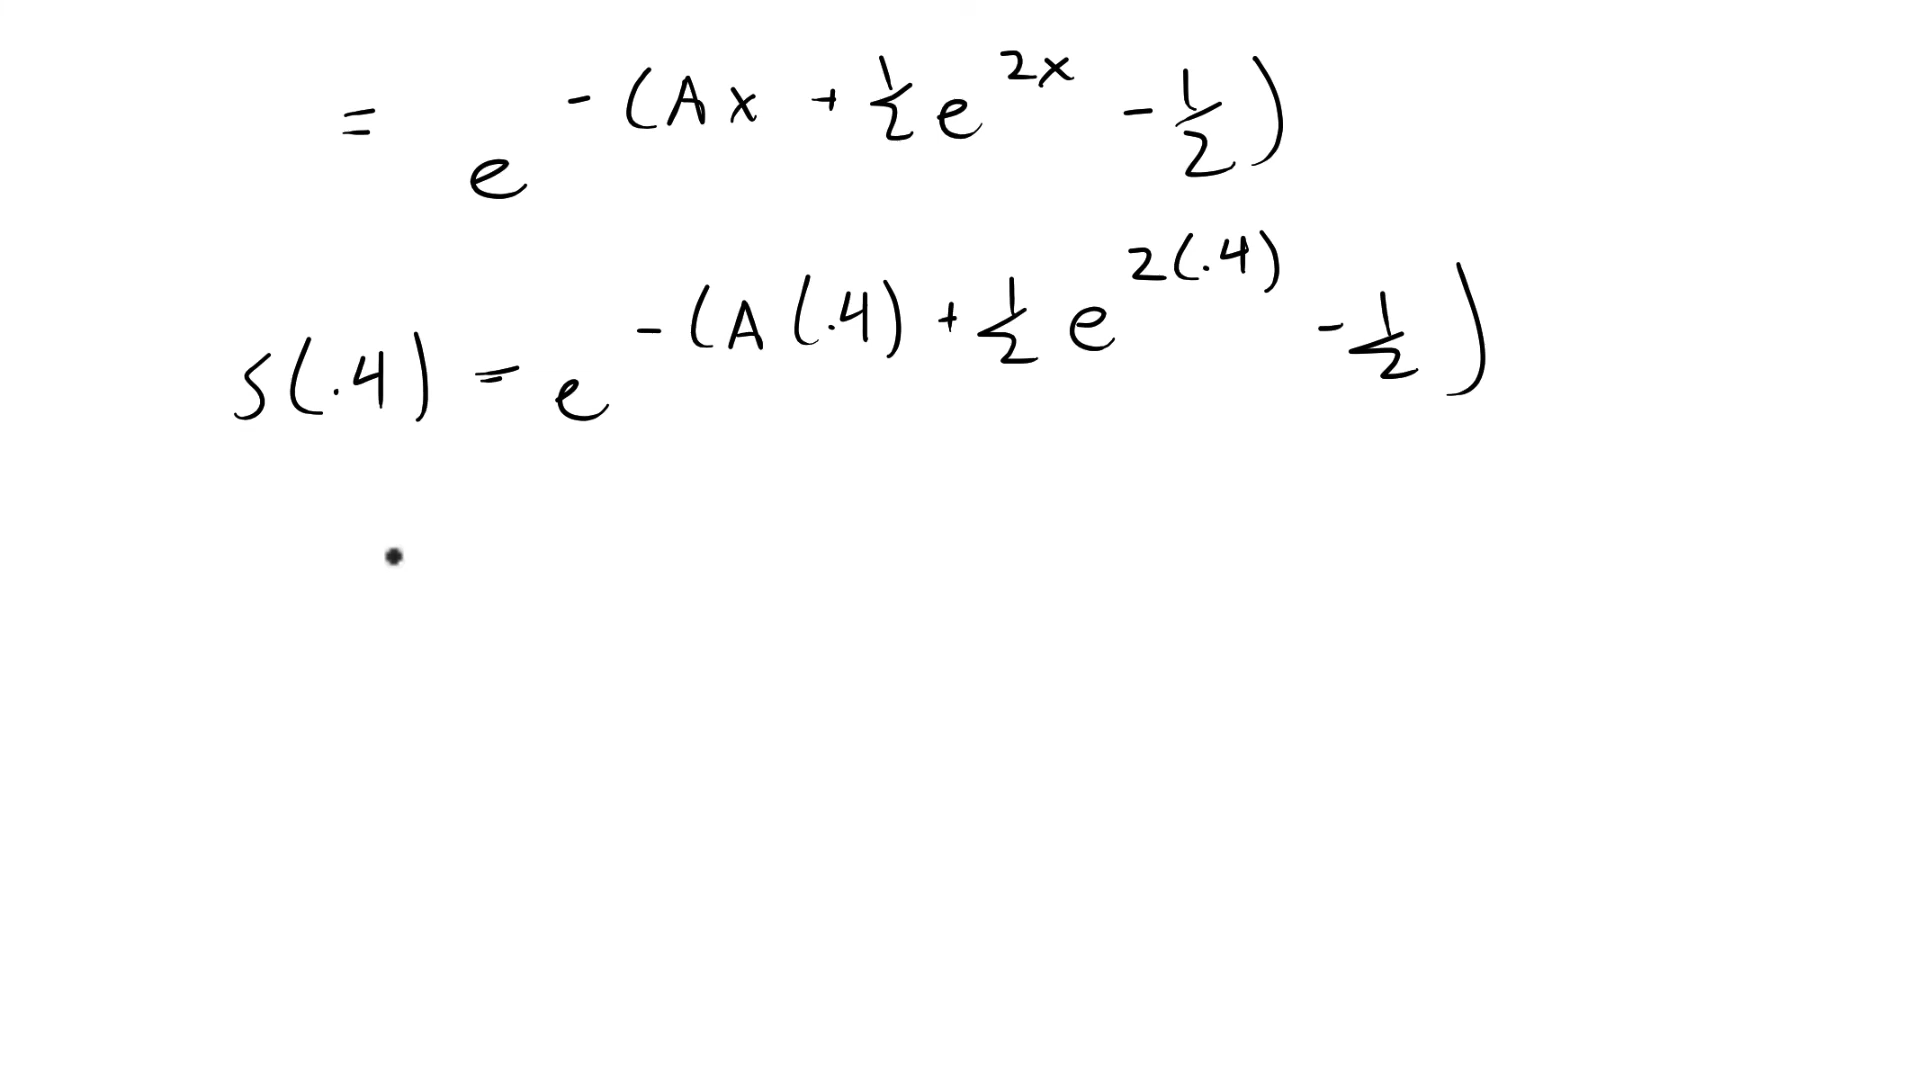 = e^{-(Ax + ½e^{2x} - ½)}
S(.4) = e^{-(A(.4) + ½e^{2(.4)} - ½)}